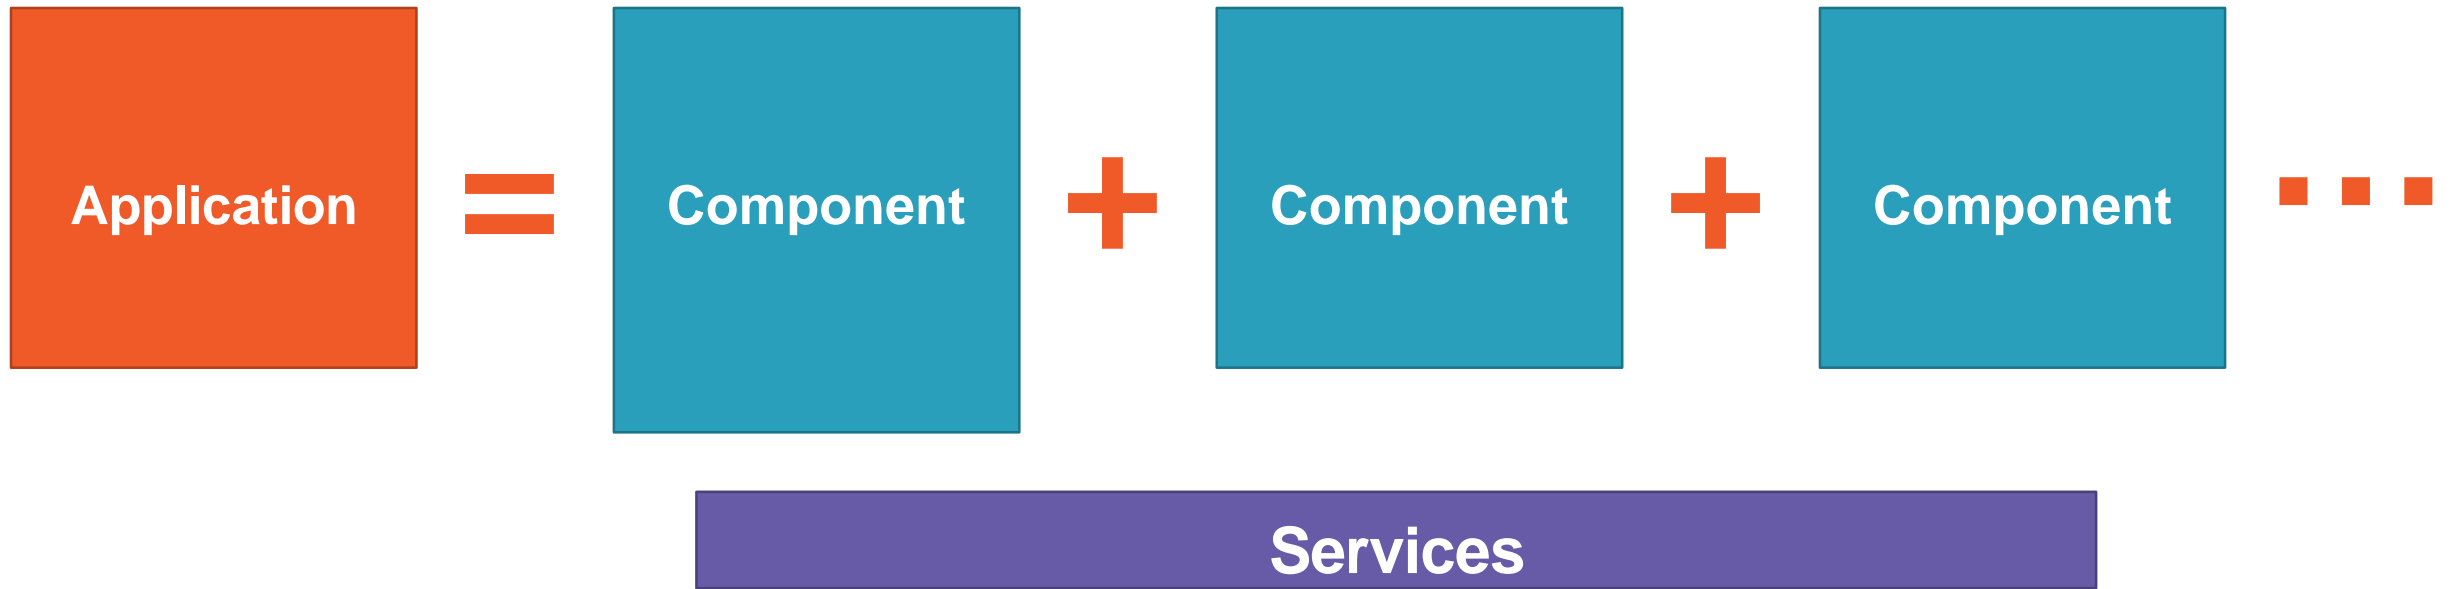 Application = Component + Component + Component ...
Services